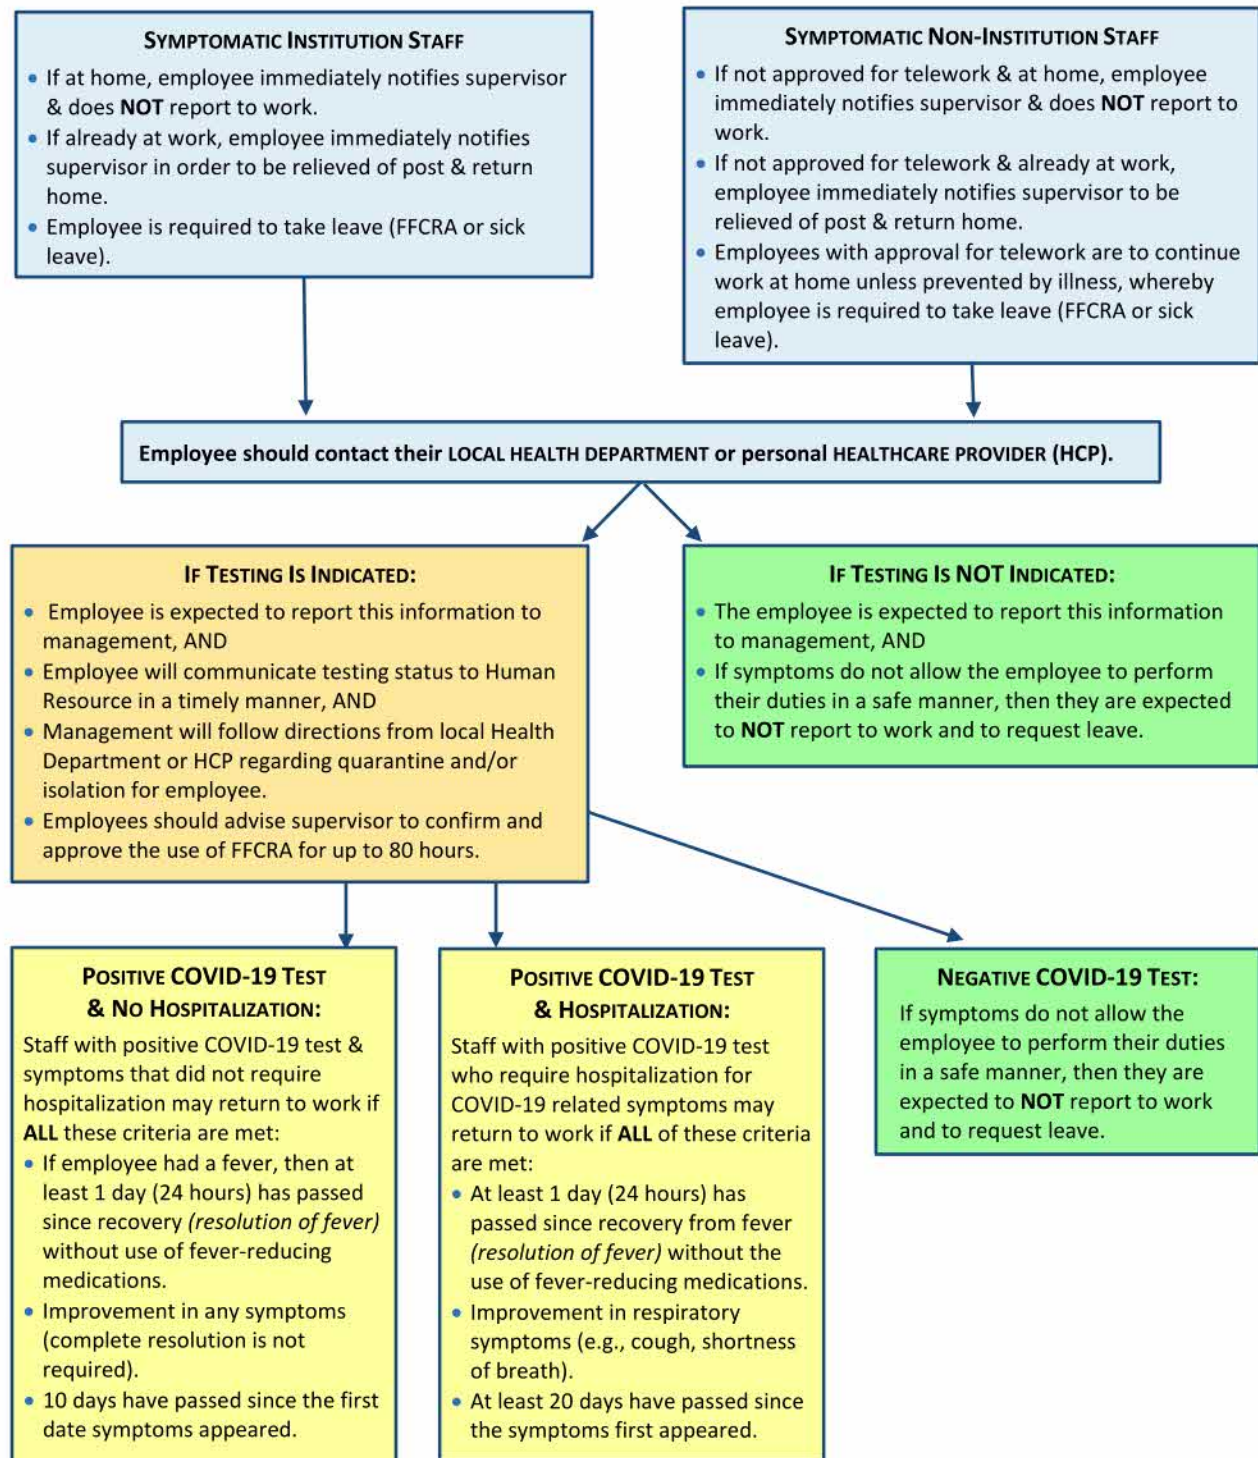 SYMPTOMATIC INSTITUTION STAFF
• If at home, employee immediately notifies supervisor
& does NOT report to work.
• If already at work, employee immediately notifies
supervisor in order to be relieved of post & return
home.
• Employee is required to take leave (FFCRA or sick
leave).
SYMPTOMATIC NON-INSTITUTION STAFF
• If not approved for telework & at home, employee
immediately notifies supervisor & does NOT report to
work.
• If not approved for telework & already at work,
employee immediately notifies supervisor to be
relieved of post & return home.
• Employees with approval for telework are to continue
work at home unless prevented by illness, whereby
employee is required to take leave (FFCRA or sick
leave).
Employee should contact their LOCAL HEALTH DEPARTMENT or personal HEALTHCARE PROVIDER (HCP).
IF TESTING IS INDICATED:
• Employee is expected to report this information to
management, AND
• Employee will communicate testing status to Human
Resource in a timely manner, AND
• Management will follow directions from local Health
Department or HCP regarding quarantine and/or
isolation for employee.
• Employees should advise supervisor to confirm and
approve the use of FFCRA for up to 80 hours.
IF TESTING IS NOT INDICATED:
• The employee is expected to report this information
to management, AND
• If symptoms do not allow the employee to perform
their duties in a safe manner, then they are expected
to NOT report to work and to request leave.
POSITIVE COVID-19 TEST
& NO HOSPITALIZATION:
Staff with positive COVID-19 test &
symptoms that did not require
hospitalization may return to work if
ALL these criteria are met:
• If employee had a fever, then at
least 1 day (24 hours) has passed
since recovery (resolution of fever)
without use of fever-reducing
medications.
• Improvement in any symptoms
(complete resolution is not
required).
• 10 days have passed since the first
date symptoms appeared.
POSITIVE COVID-19 TEST
& HOSPITALIZATION:
Staff with positive COVID-19 test
who require hospitalization for
COVID-19 related symptoms may
return to work if ALL of these criteria
are met:
• At least 1 day (24 hours) has
passed since recovery from fever
(resolution of fever) without the
use of fever-reducing medications.
• Improvement in respiratory
symptoms (e.g., cough, shortness
of breath).
• At least 20 days have passed since
the symptoms first appeared.
NEGATIVE COVID-19 TEST:
If symptoms do not allow the
employee to perform their duties
in a safe manner, then they are
expected to NOT report to work
and to request leave.